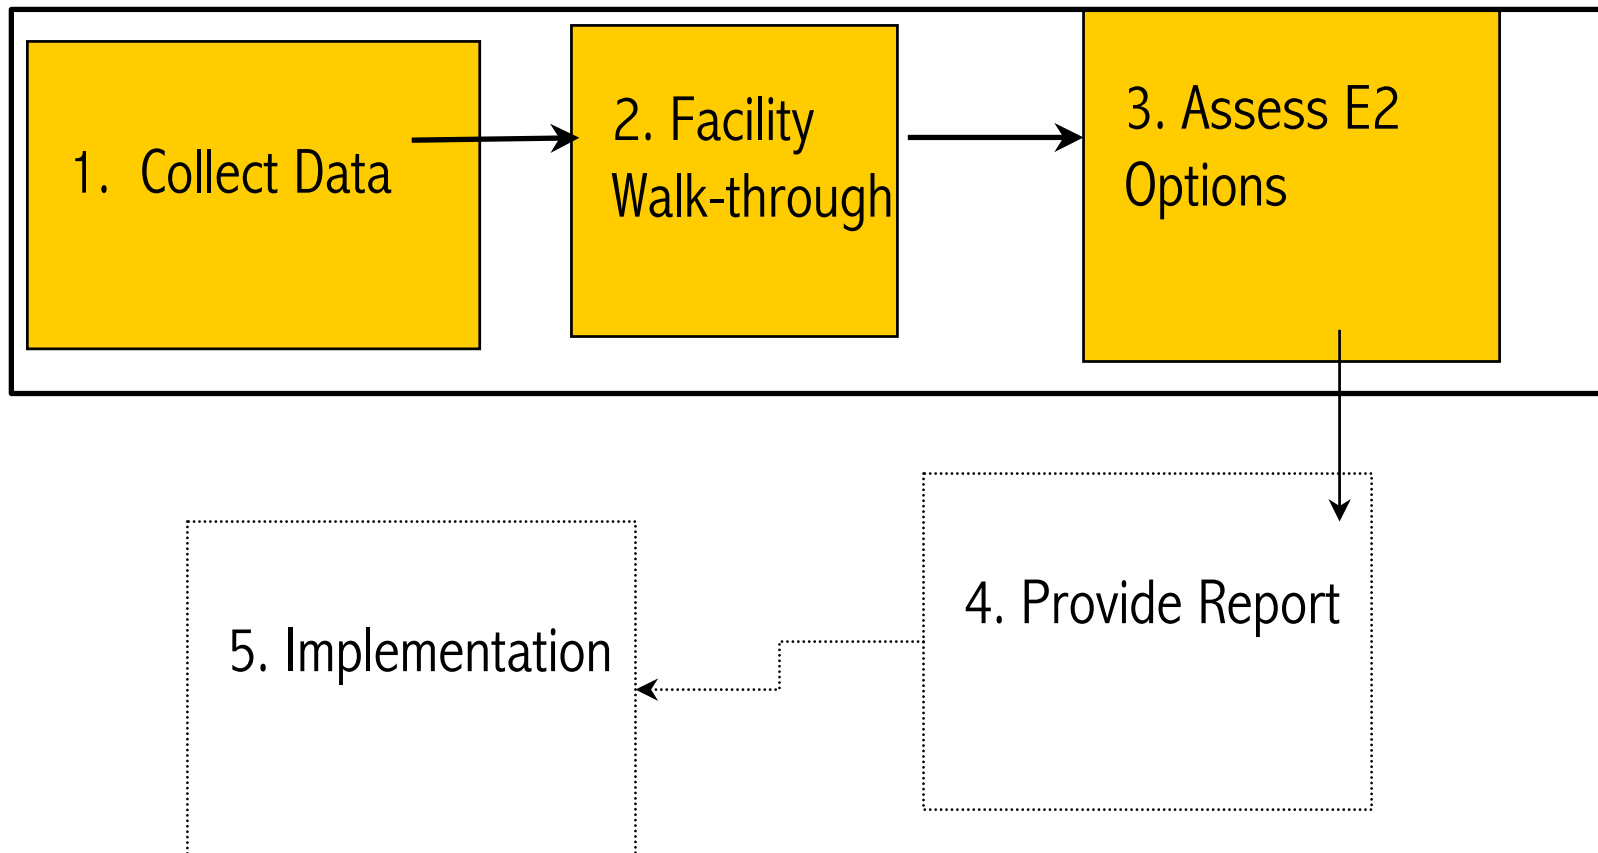 1. Collect Data
2. Facility
Walk-through
3. Assess E2
Options
4. Provide Report
5. Implementation